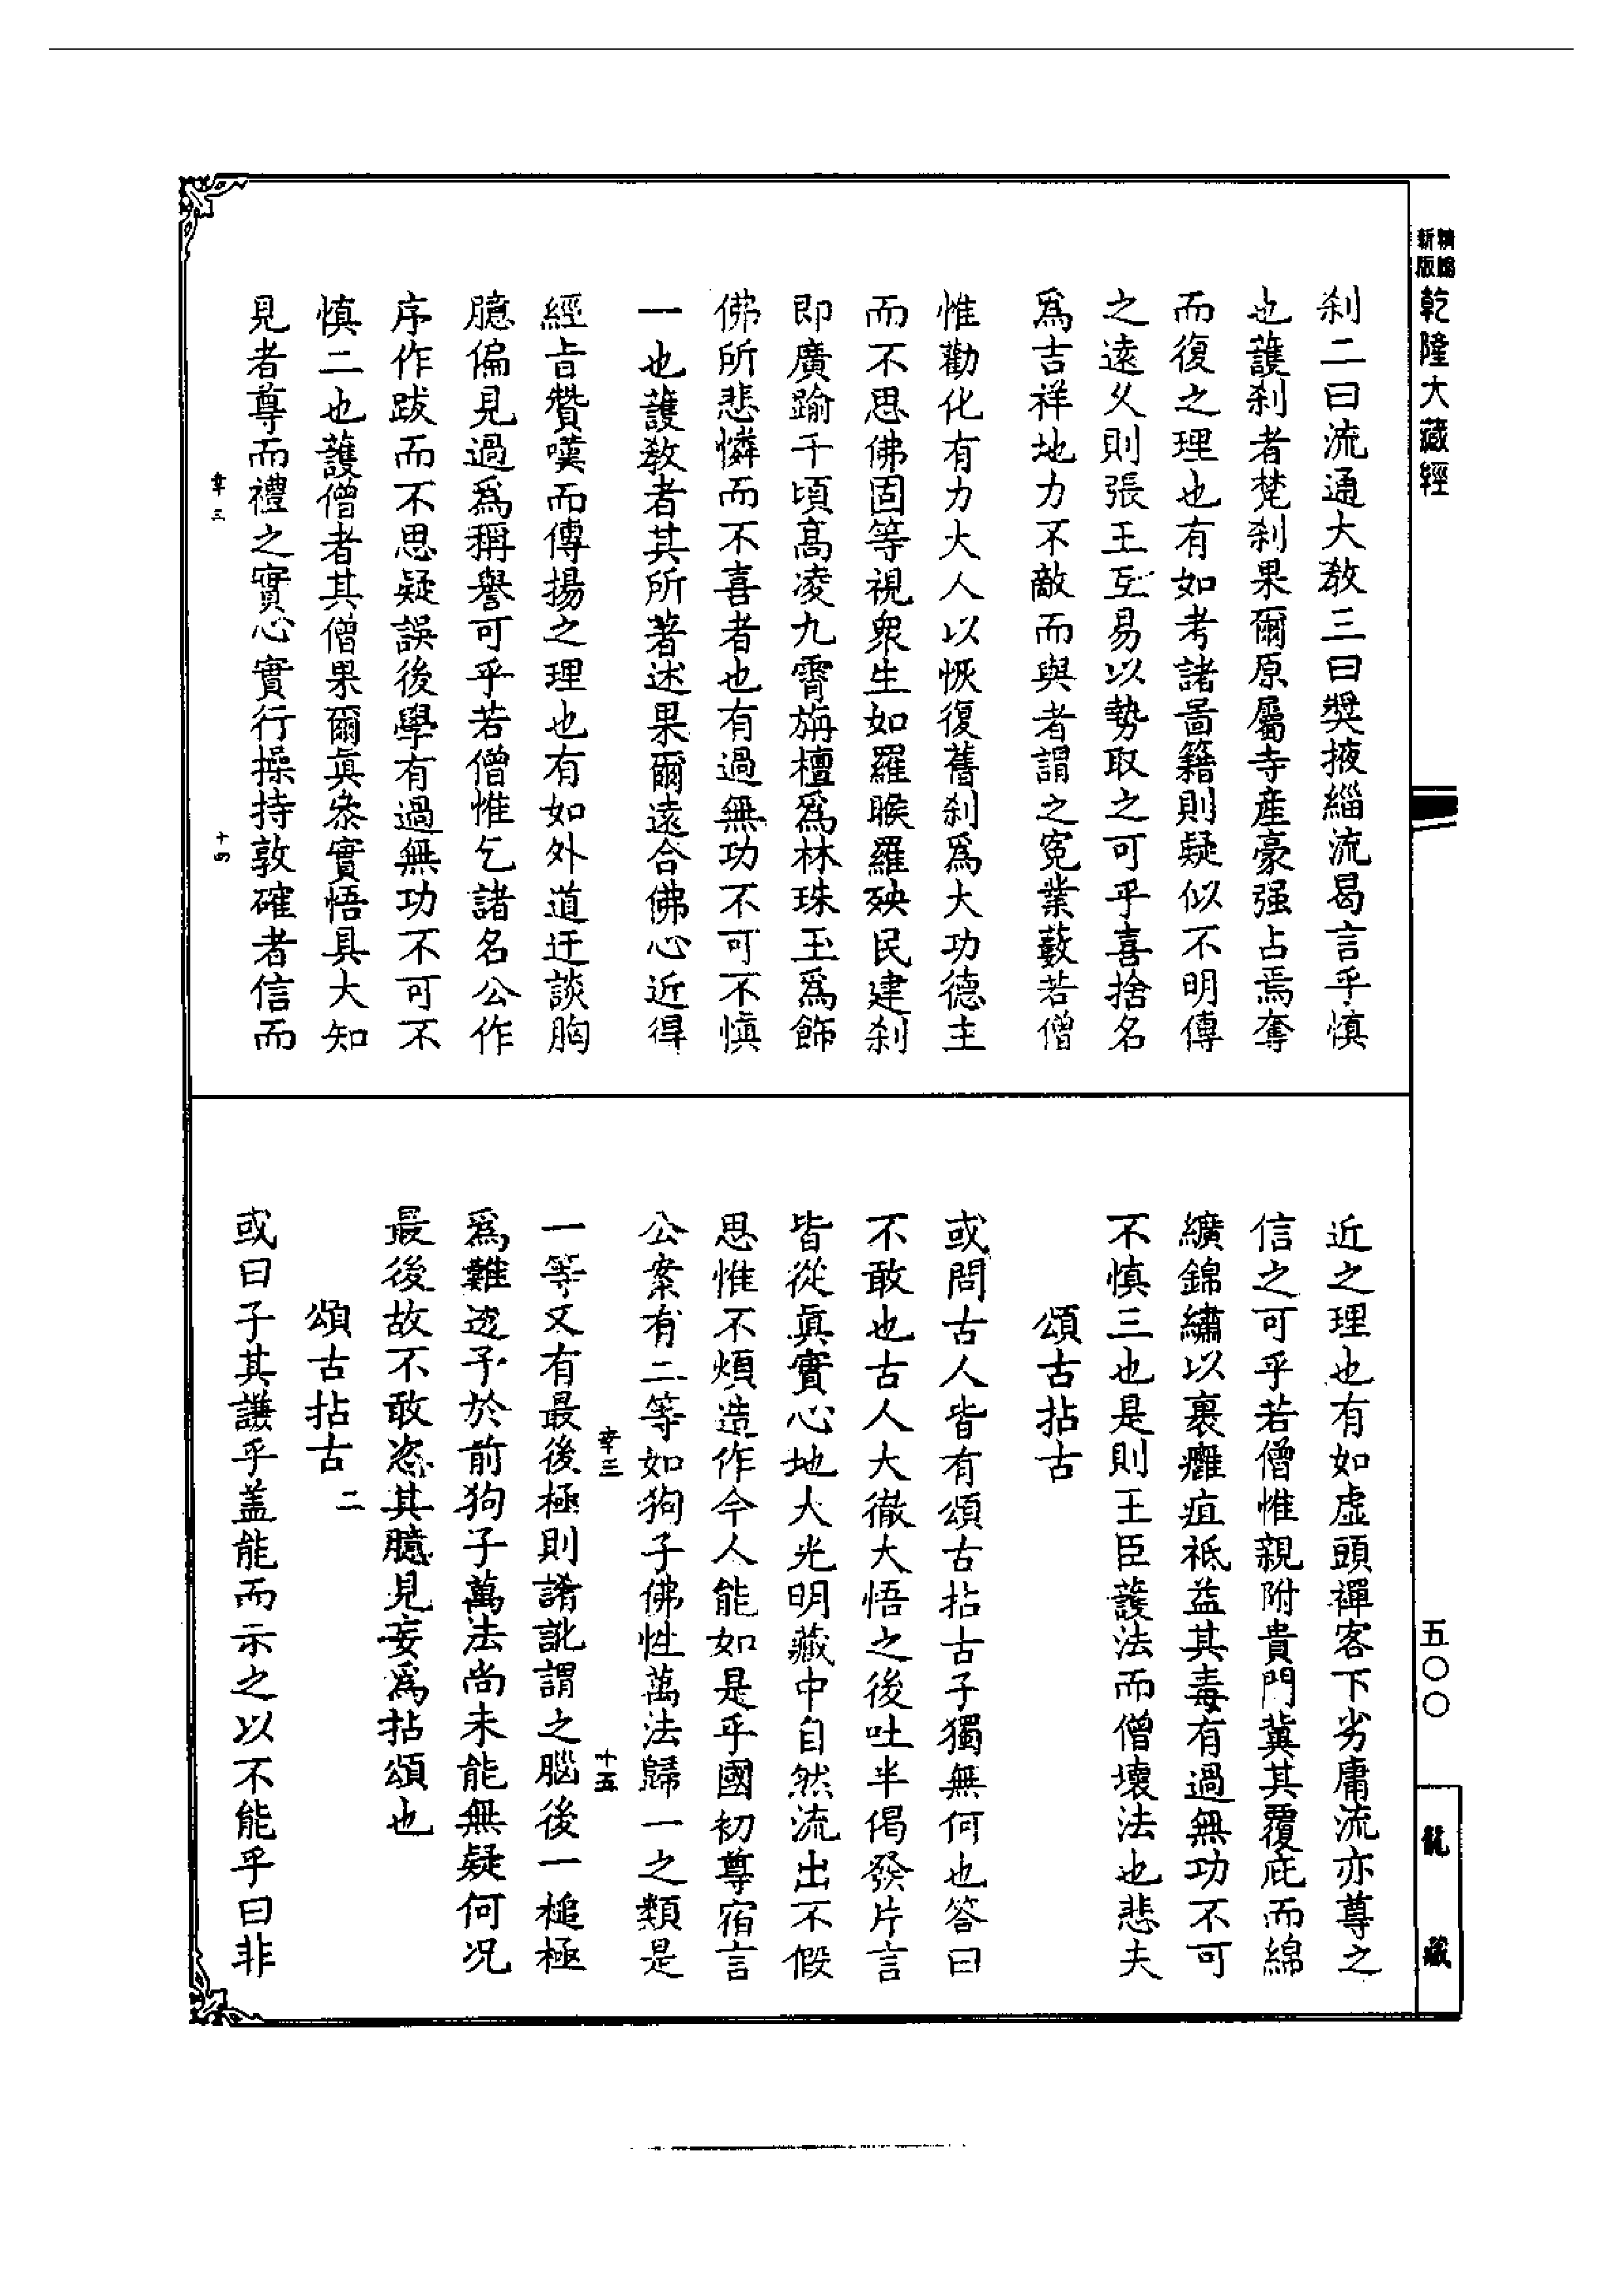 精編
新版
乾隆大藏經
刹二曰流通大教三曰奬掖緇流曷言乎慎
也護刹者梵刹果爾原屬寺產豪强占焉奪
而復之理也有如考諸圖籍則疑似不明傳
之遠久則張王互易以勢取之可乎喜捨名
爲吉祥地力不敵而與者謂之寃業藪若僧
惟勸化有力大人以恢復舊刹爲大功德主
而不思佛固等視衆生如羅睺羅殃民建刹
即廣踰千頃高凌九霄旃檀爲林珠玉爲飾
佛所悲憐而不喜者也有過無功不可不慎
一也護教者其所著述果爾遠合佛心近得
經旨贊嘆而傳揚之理也有如外道迂談胸
臆偏見過爲稱譽可乎若僧惟乞諸名公作
序作跋而不思疑誤後學有過無功不可不
慎二也護僧者其僧果爾眞叅實悟具大知
見者尊而禮之實心實行操持敦確者信而
幸三
十四
近之理也有如虛頭禪客下劣庸流亦尊之
信之可乎若僧惟親附貴門冀其覆庇而綿
纊錦繡以裹癰疽祗益其毒有過無功不可
不慎三也是則王臣護法而僧壞法也悲夫
頌古拈古
或問古人皆有頌古拈古子獨無何也答曰
不敢也古人大徹大悟之後吐半偈發片言
皆從眞實心地大光明藏中自然流出不假
思惟不煩造作今人能如是乎國初尊宿言
公案有二等如狗子佛性萬法歸一之類是
幸三
十五
一等又有最後極則誵訛謂之腦後一槌極
爲難透予於前狗子萬法尚未能無疑何况
最後故不敢恣其臆見妄爲拈頌也
頌古拈古 二
或曰子其謙乎盖能而示之以不能乎曰非
五〇〇
龍藏